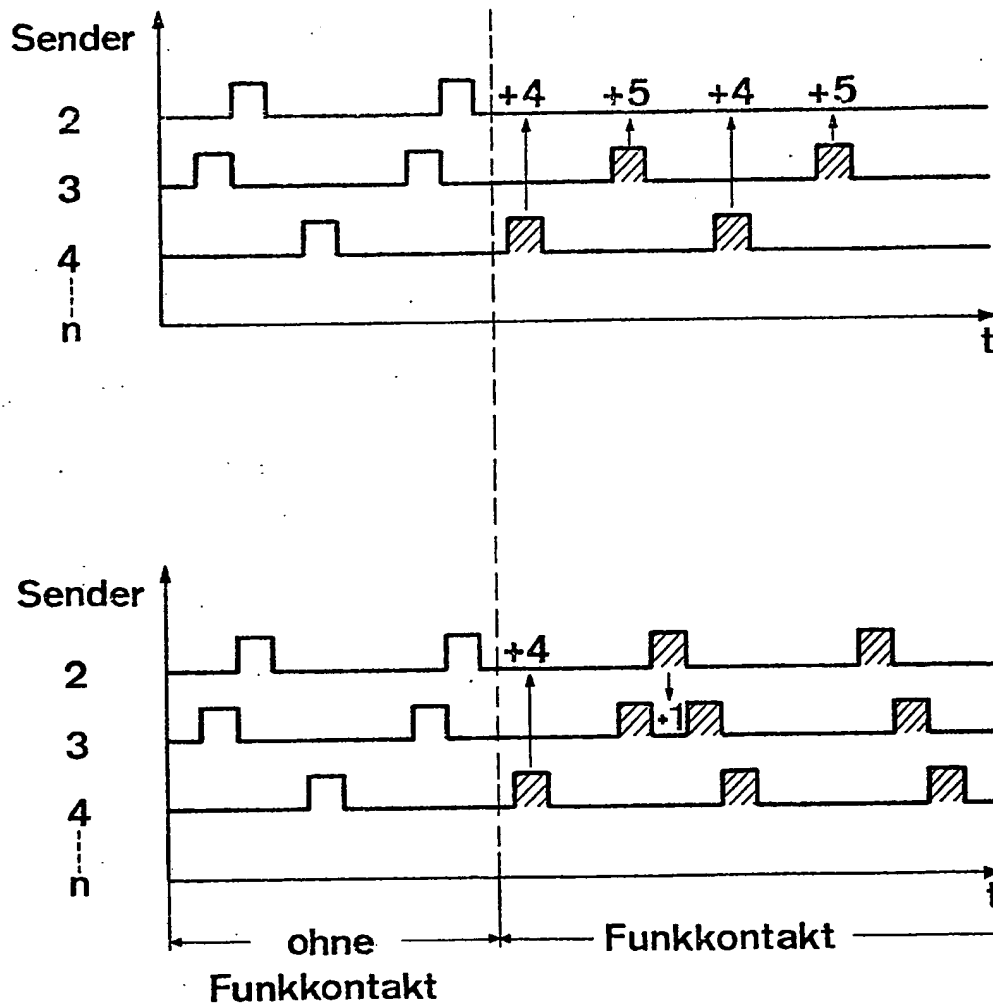 Sender
+4 +5 +4 +5
2
3
4
n
t
Sender
+4
2
+1
3
4
n
t
ohne Funkkontakt
Funkkontakt